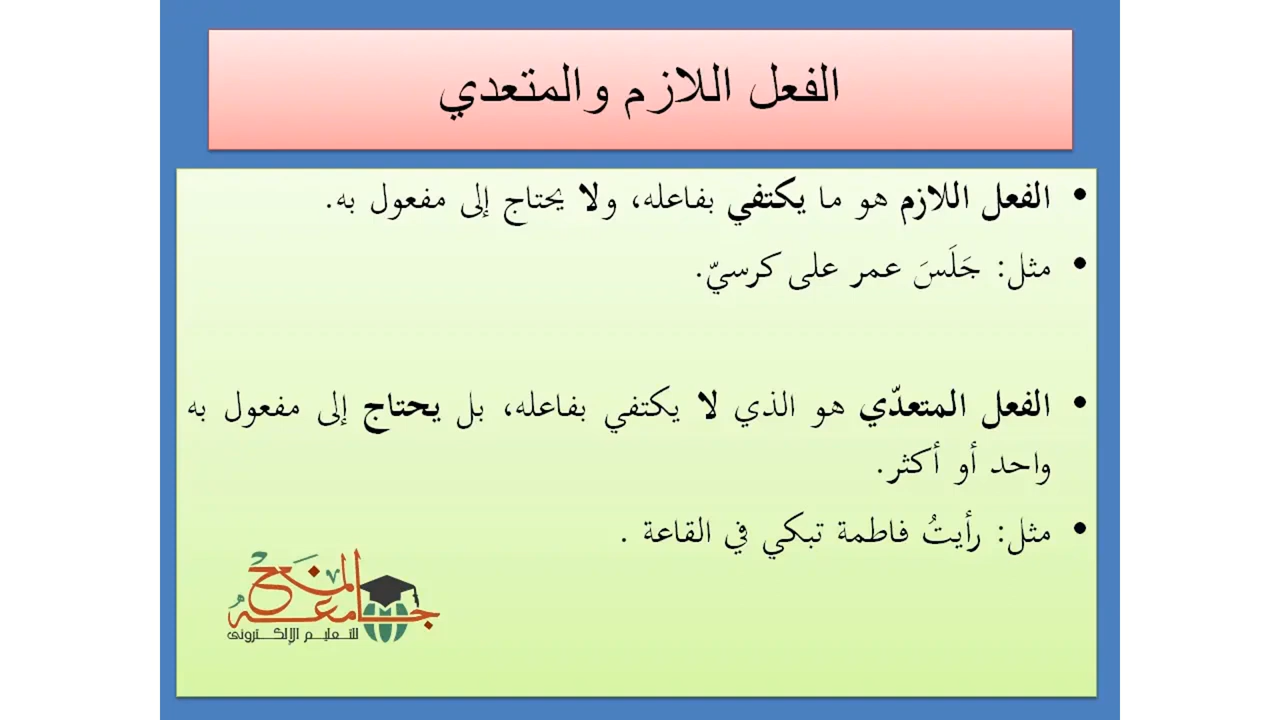 الفعل اللازم والمتعدي
• الفعل اللازم هو ما يكتفي بفاعله، ولا يحتاج إلى مفعول به.
• مثل: جَلَسَ عمر على كرسيّ.
• الفعل المتعدّي هو الذي لا يكتفي بفاعله، بل يحتاج إلى مفعول به
واحد أو أكثر.
• مثل: رأيتُ فاطمة تبكي في القاعة .
جامعة المنح
للتعليم الإلكتروني